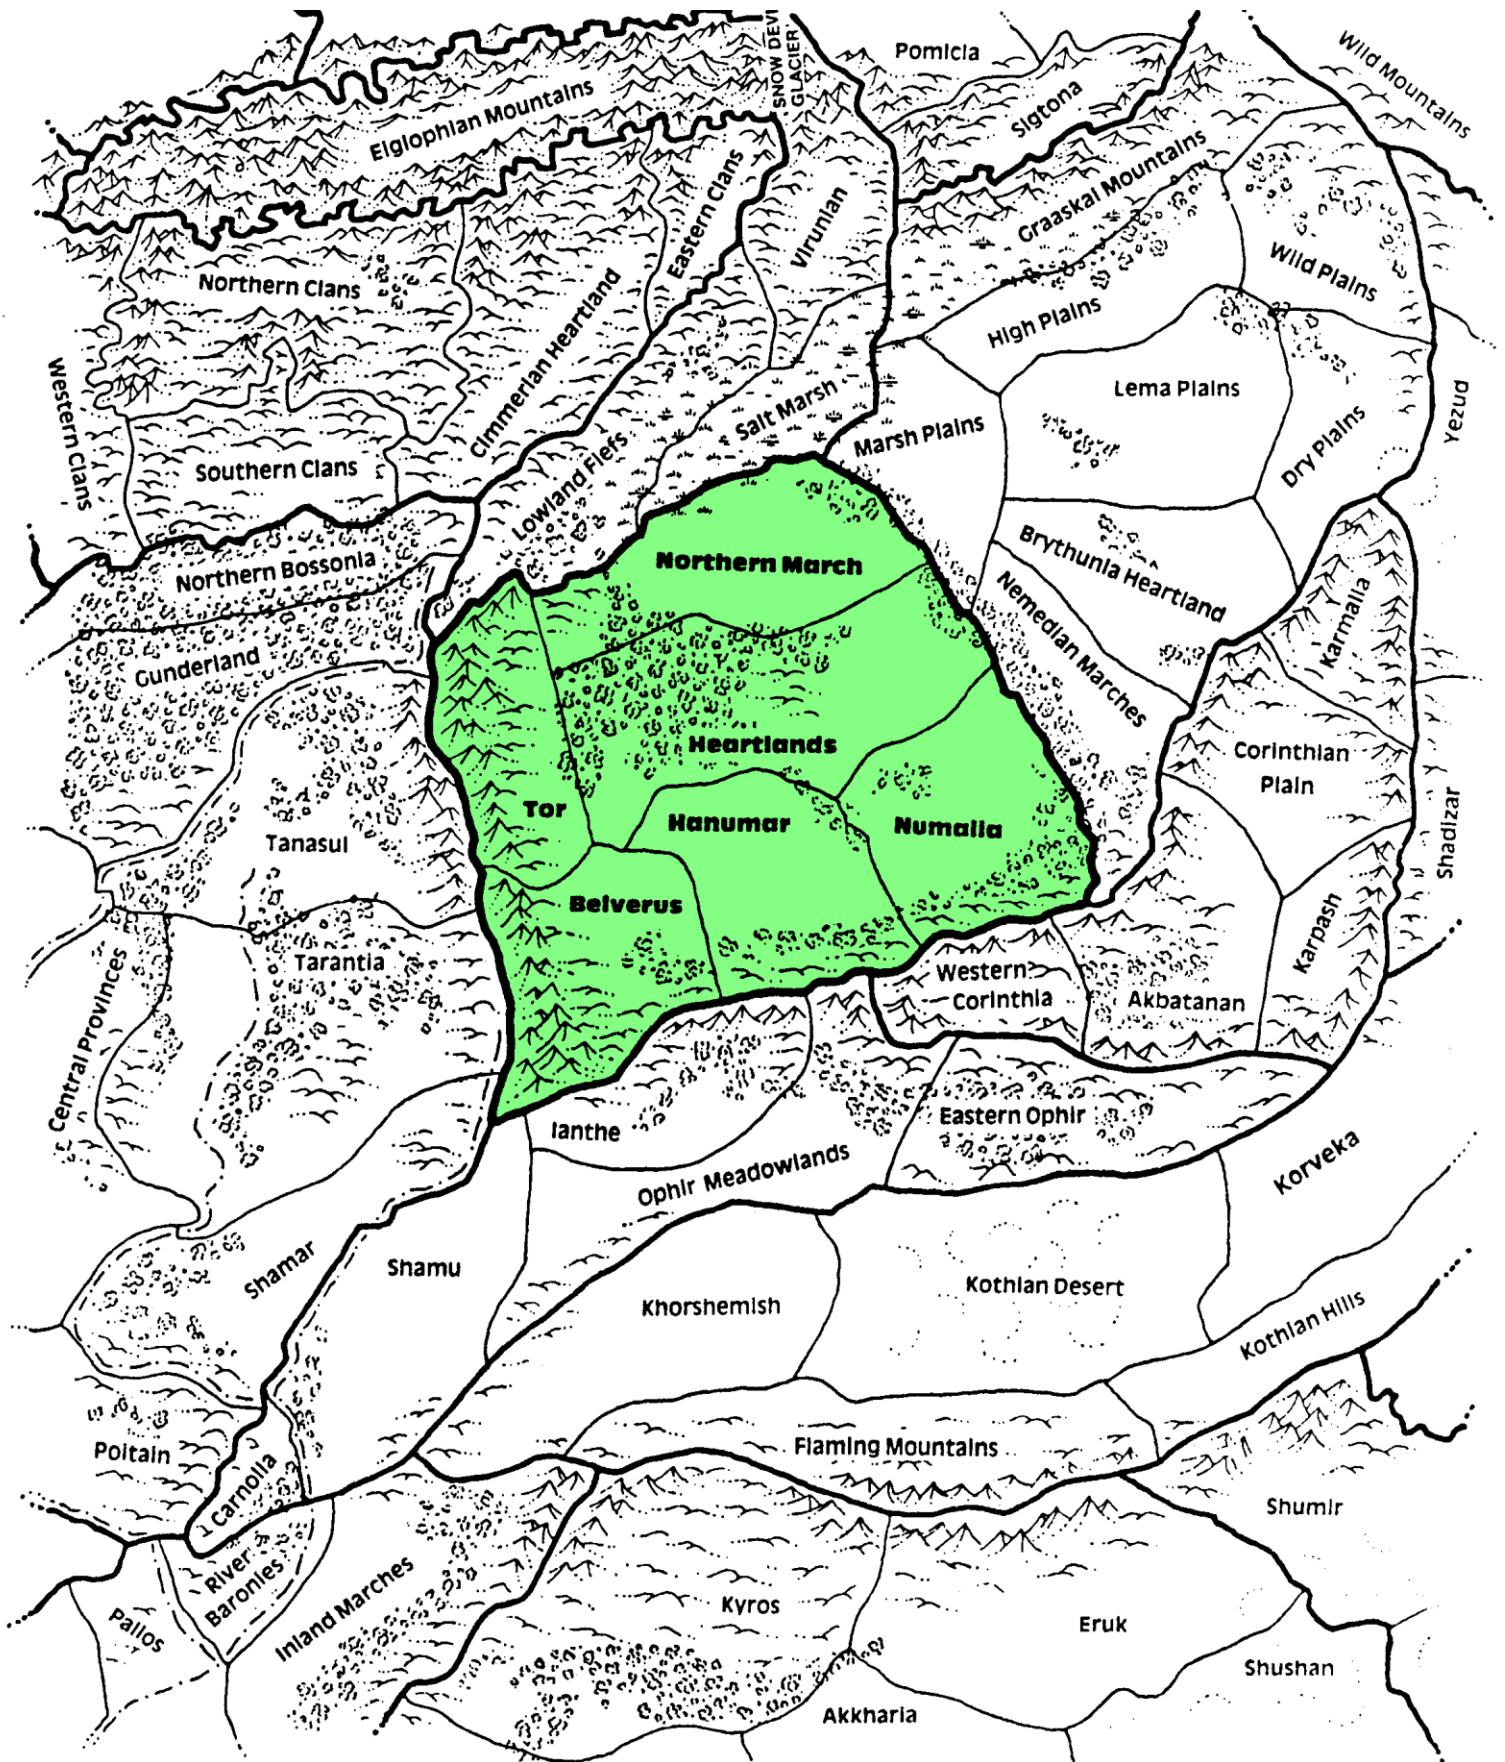 SNOW DEVI
GLACIER
Pomicia
Wild Mountains
Eiglophian Mountains
Sigtona
Graaskal Mountains
Eastern Clans
Virunian
Northern Clans
Wild Plains
Cimmerian Heartland
High Plains
Western Clans
Salt Marsh
Lema Plains
Yezud
Marsh Plains
Dry Plains
Southern Clans
Lowland Fiefs
Northern Bossonia
Northern March
Brythunia Heartland
Nemedian Marches
Karmalia
Gunderland
Heartlands
Corinthian
Plain
Tor
Hanumar
Numalia
Tanasul
Shadizar
Belverus
Karpash
Central Provinces
Tarantia
Western
Corinthia
Akbatanan
Ianthe
Eastern Ophir
Ophir Meadowlands
Korveka
Shamar
Shamu
Khorshemish
Kothian Desert
Kothian Hills
Poitain
Carnolla
Flaming Mountains
Shumir
River
Baronies
Pallos
Inland Marches
Kyros
Eruk
Shushan
Akkharia